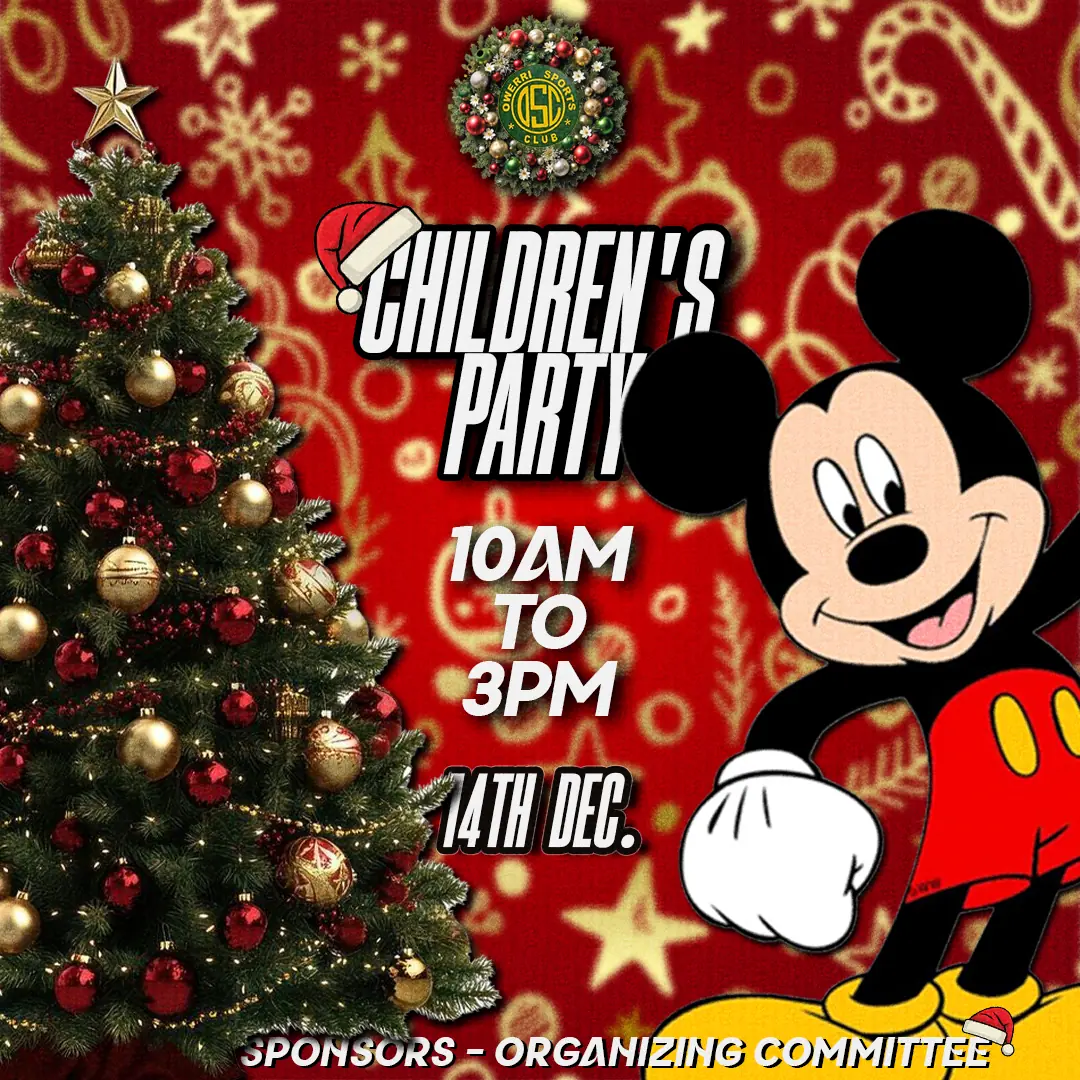 OWERRI SPORTS
OSC
CLUB
CHILDREN'S
PARTY
10AM
TO
3PM
14TH DEC.
SPONSORS - ORGANIZING COMMITTEE